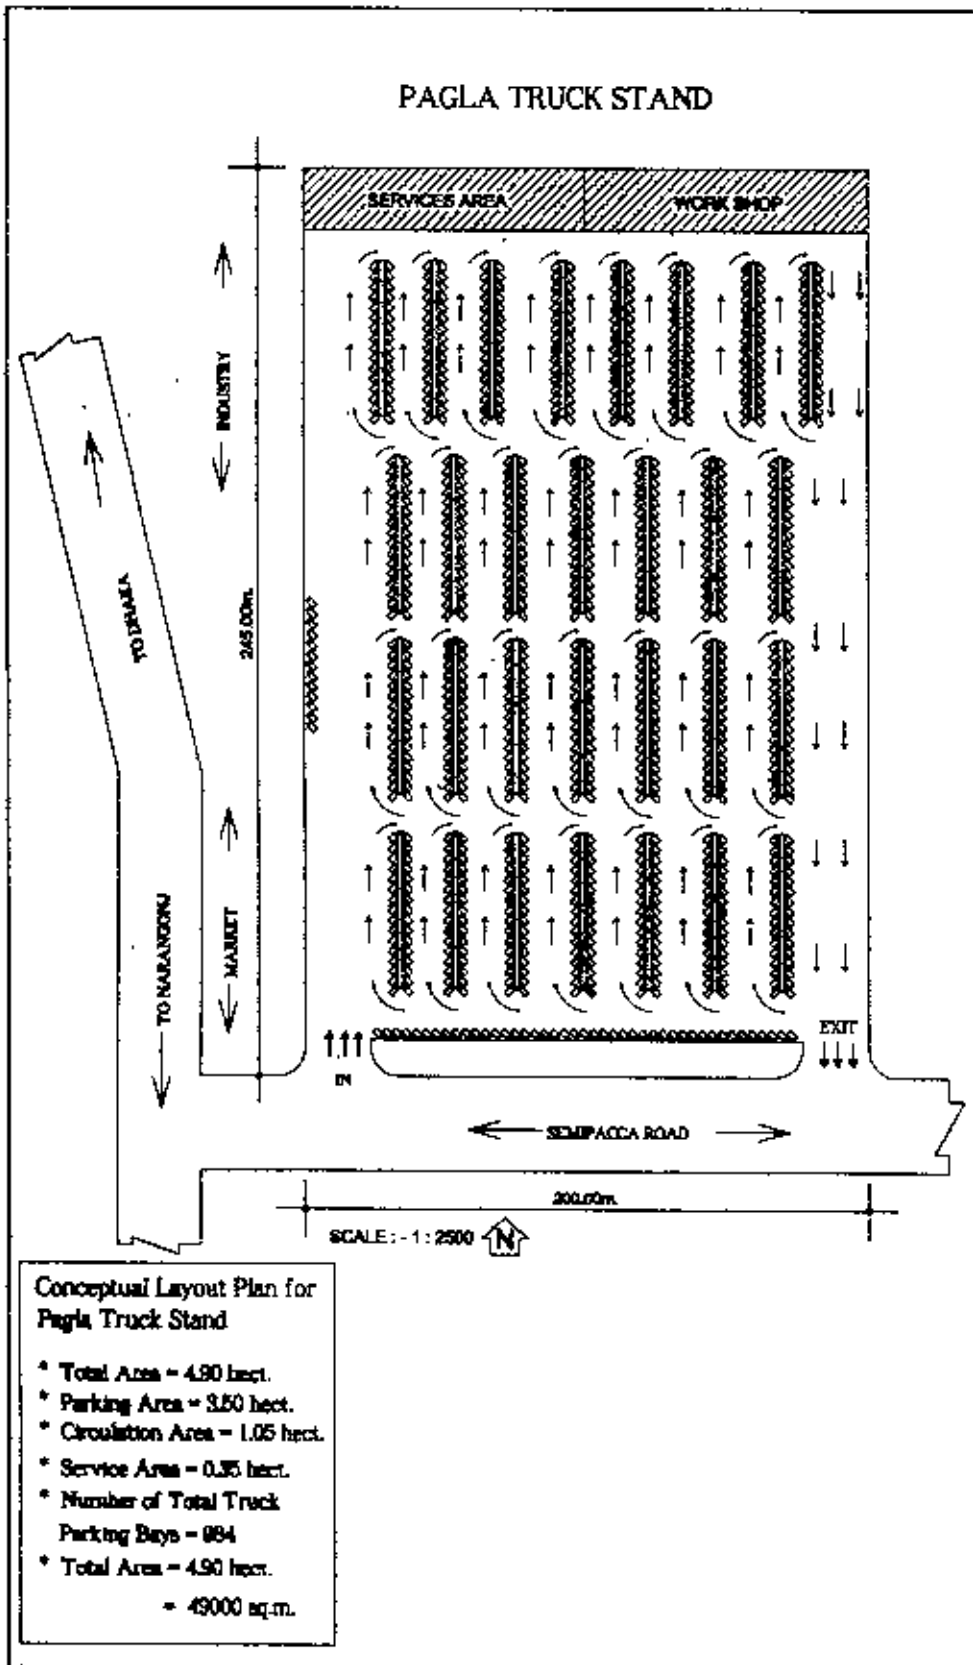 PAGLA TRUCK STAND
SERVICES AREA
WORK SHOP
INDUSTRY
TO DHAKA
245.00m.
MARKET
TO NARANGONJ
IN
EXIT
SEMIPACCA ROAD
200.00m.
SCALE : - 1 : 2500
N
Conceptual Layout Plan for
Pagla Truck Stand
* Total Area = 4.90 hect.
* Parking Area = 3.50 hect.
* Circulation Area = 1.05 hect.
* Service Area = 0.35 hect.
* Number of Total Truck
Parking Bays =
* Total Area = 4.90 hect.
= 49000 sq.m.